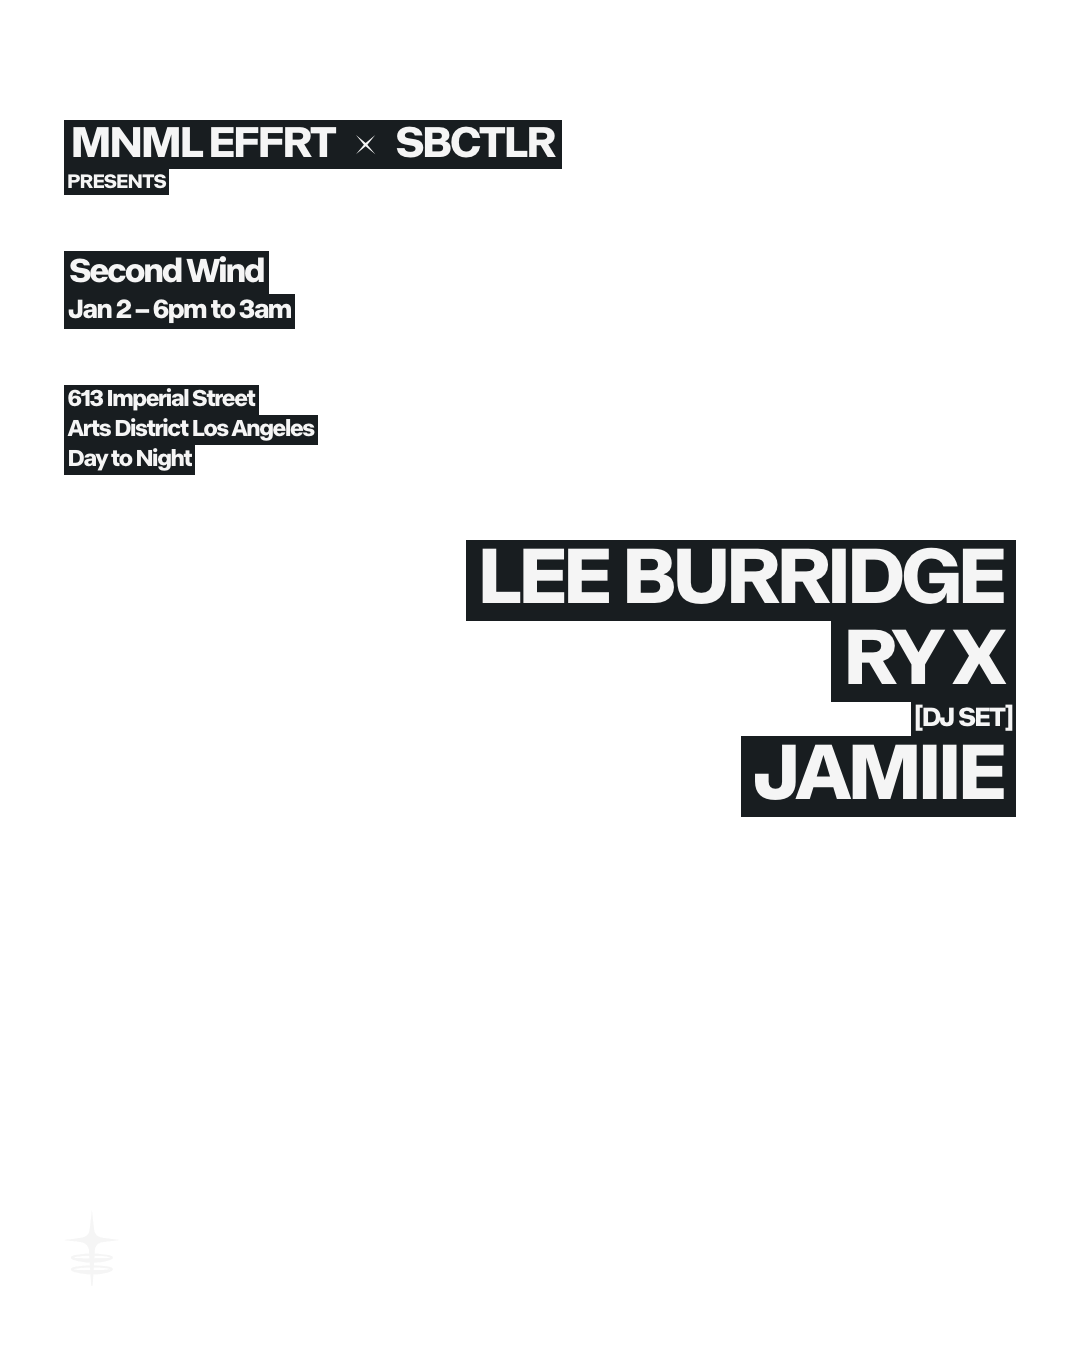 MNML EFFRT × SBCTLR
PRESENTS
Second Wind
Jan 2 – 6pm to 3am
613 Imperial Street
Arts District Los Angeles
Day to Night
LEE BURRIDGE
RY X
[DJ SET]
JAMIIE